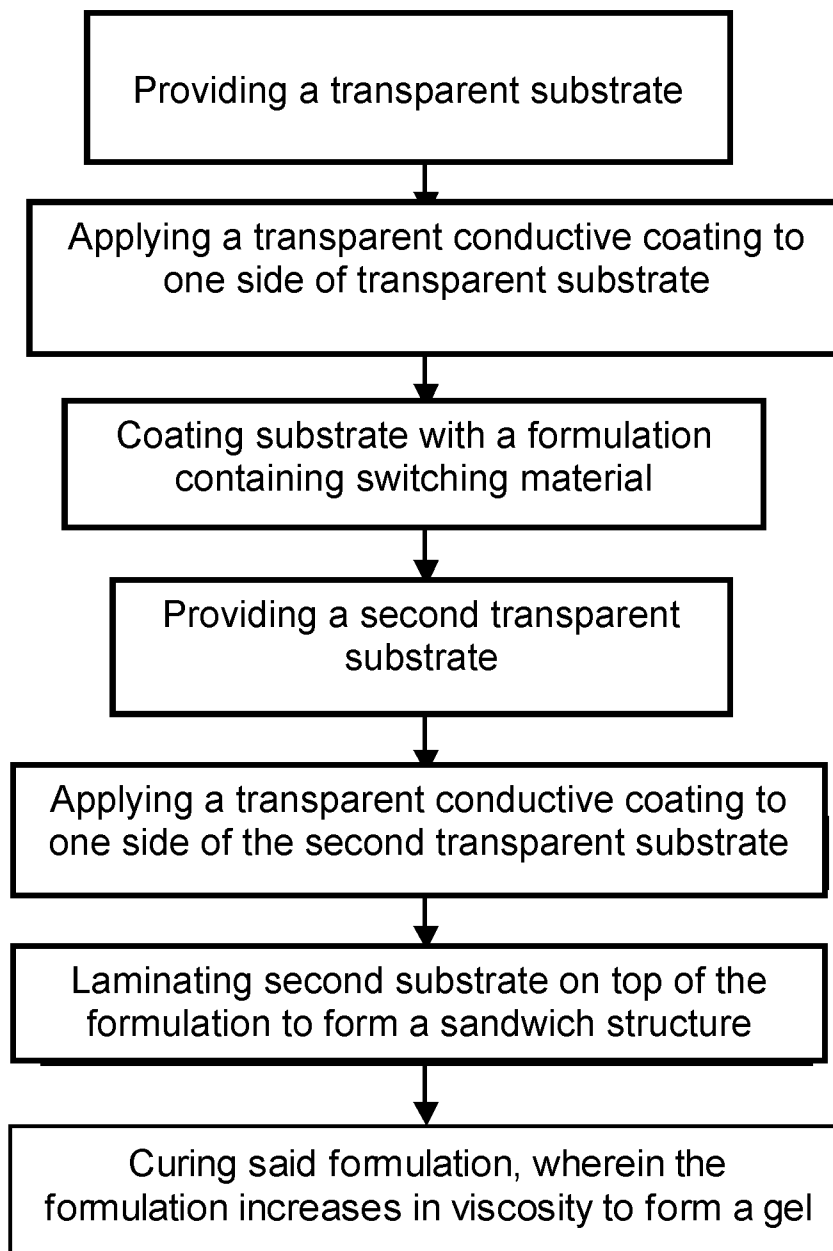 Providing a transparent substrate
Applying a transparent conductive coating to
one side of transparent substrate
Coating substrate with a formulation
containing switching material
Providing a second transparent
substrate
Applying a transparent conductive coating to
one side of the second transparent substrate
Laminating second substrate on top of the
formulation to form a sandwich structure
Curing said formulation, wherein the
formulation increases in viscosity to form a gel